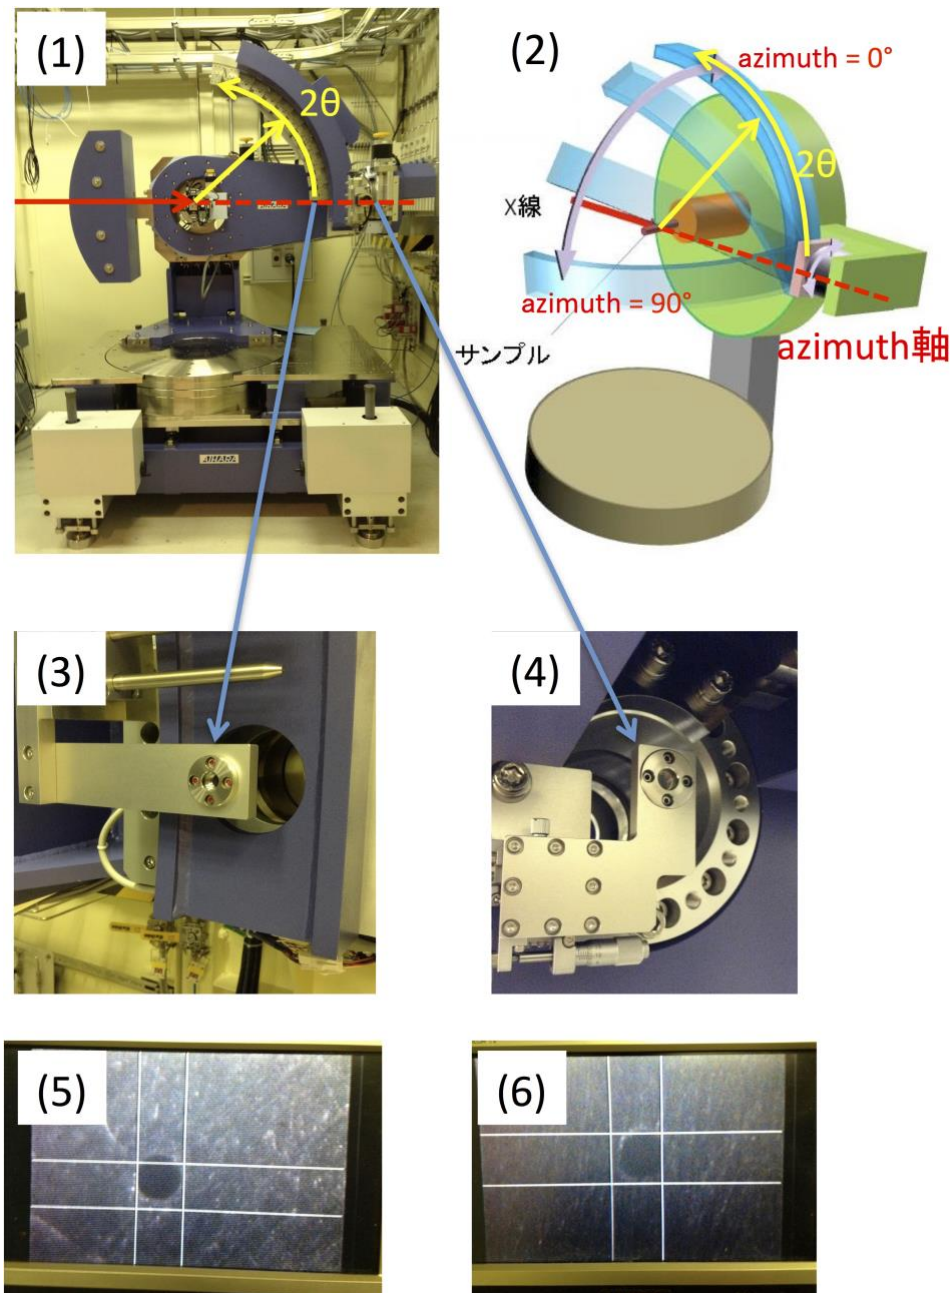 (1)
2θ
(2)
azimuth = 0°
2θ
X線
azimuth = 90°
サンプル
azimuth軸
(3)
(4)
(5)
(6)